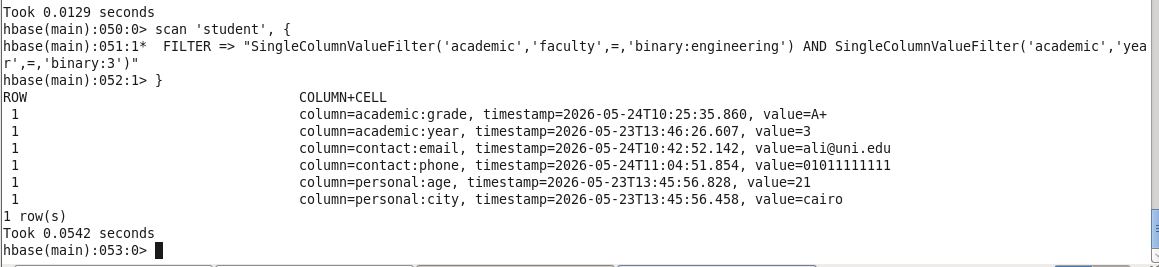 Took 0.0129 seconds
hbase(main):050:0> scan 'student', {
hbase(main):051:1*  FILTER => "SingleColumnValueFilter('academic','faculty',=,'binary:engineering') AND SingleColumnValueFilter('academic','yea
r',=,'binary:3')"
hbase(main):052:1> }
ROW                                  COLUMN+CELL
 1                                   column=academic:grade, timestamp=2026-05-24T10:25:35.860, value=A+
 1                                   column=academic:year, timestamp=2026-05-23T13:46:26.607, value=3
 1                                   column=contact:email, timestamp=2026-05-24T10:42:52.142, value=ali@uni.edu
 1                                   column=contact:phone, timestamp=2026-05-24T11:04:51.854, value=01011111111
 1                                   column=personal:age, timestamp=2026-05-23T13:45:56.828, value=21
 1                                   column=personal:city, timestamp=2026-05-23T13:45:56.458, value=cairo
1 row(s)
Took 0.0542 seconds
hbase(main):053:0>